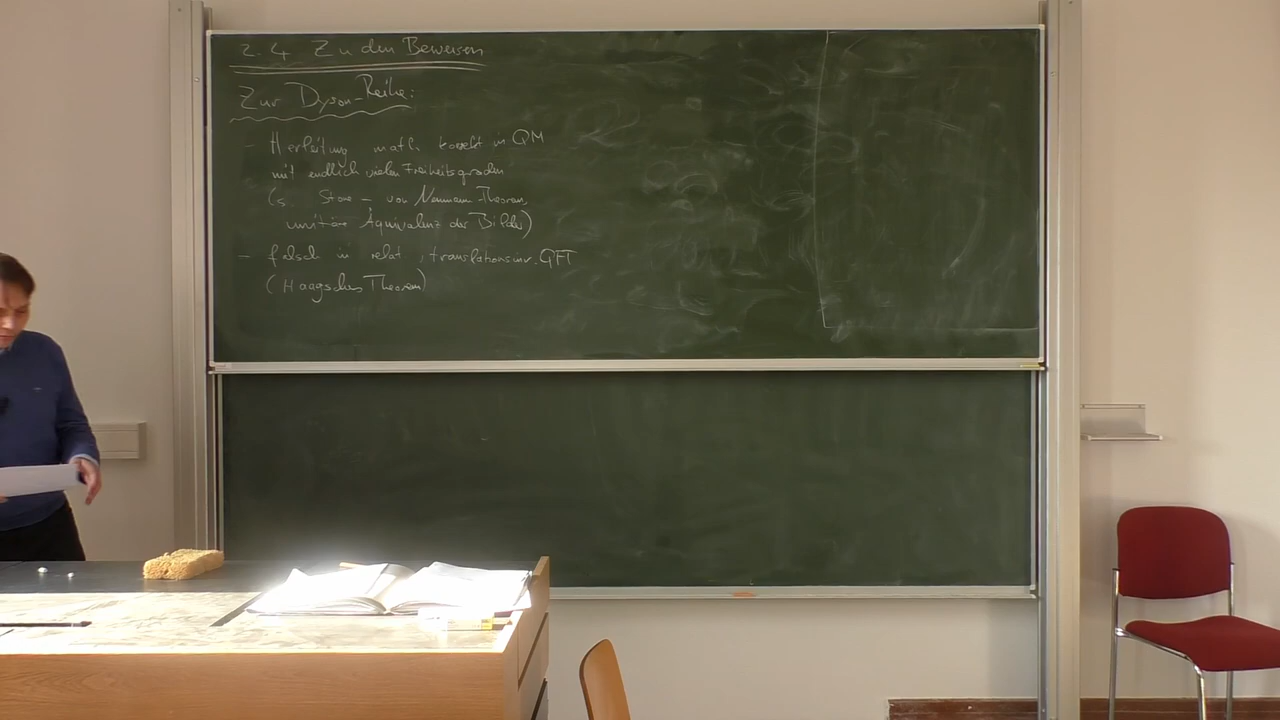 2.4 Zu den Beweisen
Zur Dyson-Reihe:
- Herleitung math. korrekt in QM
mit endlich vielen Freiheitsgraden
(s. Stone - von Neumann-Theorem,
unitäre Äquivalenz der Bilder)
- falsch in relat., translationsinv. QFT
(Haagsches Theorem)